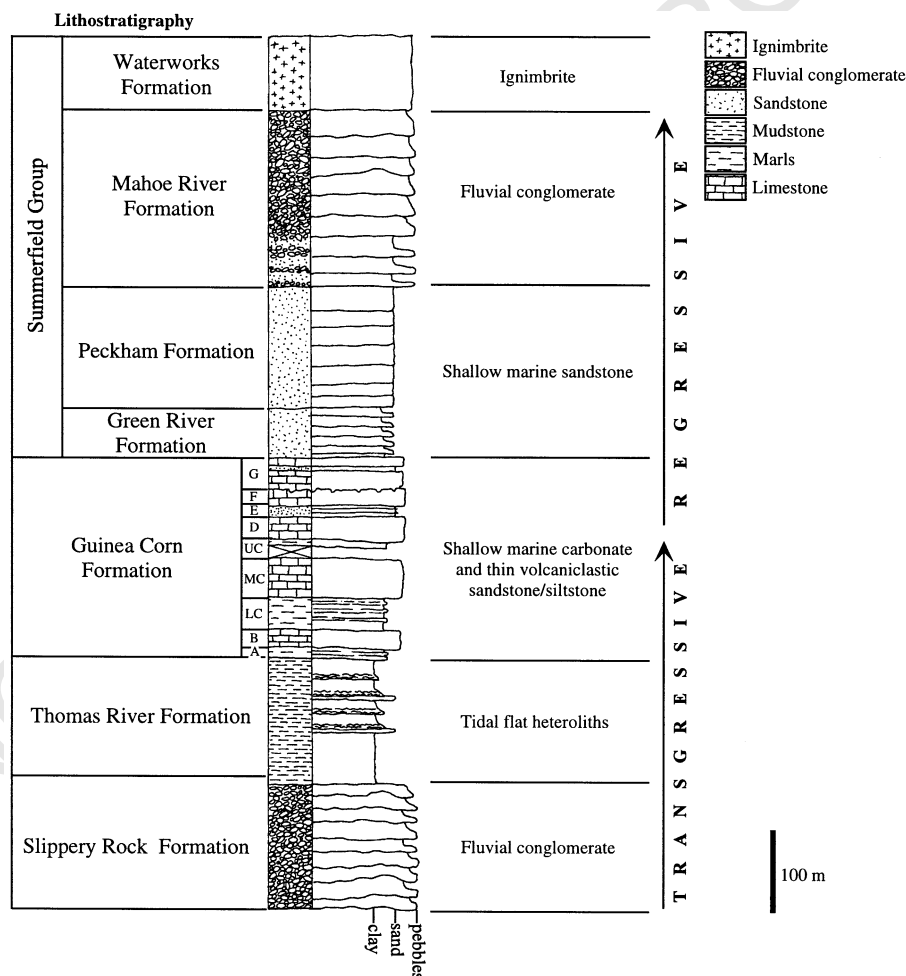 Lithostratigraphy
Summerfield Group
Waterworks
Formation
Mahoe River
Formation
Peckham Formation
Green River
Formation
Guinea Corn
Formation
G
F
E
D
UC
MC
LC
B
A
Thomas River Formation
Slippery Rock Formation
clay
sand
pebbles
Ignimbrite
Fluvial conglomerate
Shallow marine sandstone
Shallow marine carbonate
and thin volcaniclastic
sandstone/siltstone
Tidal flat heteroliths
Fluvial conglomerate
REGRESSIVE
TRANSGRESSIVE
Ignimbrite
Fluvial conglomerate
Sandstone
Mudstone
Marls
Limestone
100 m